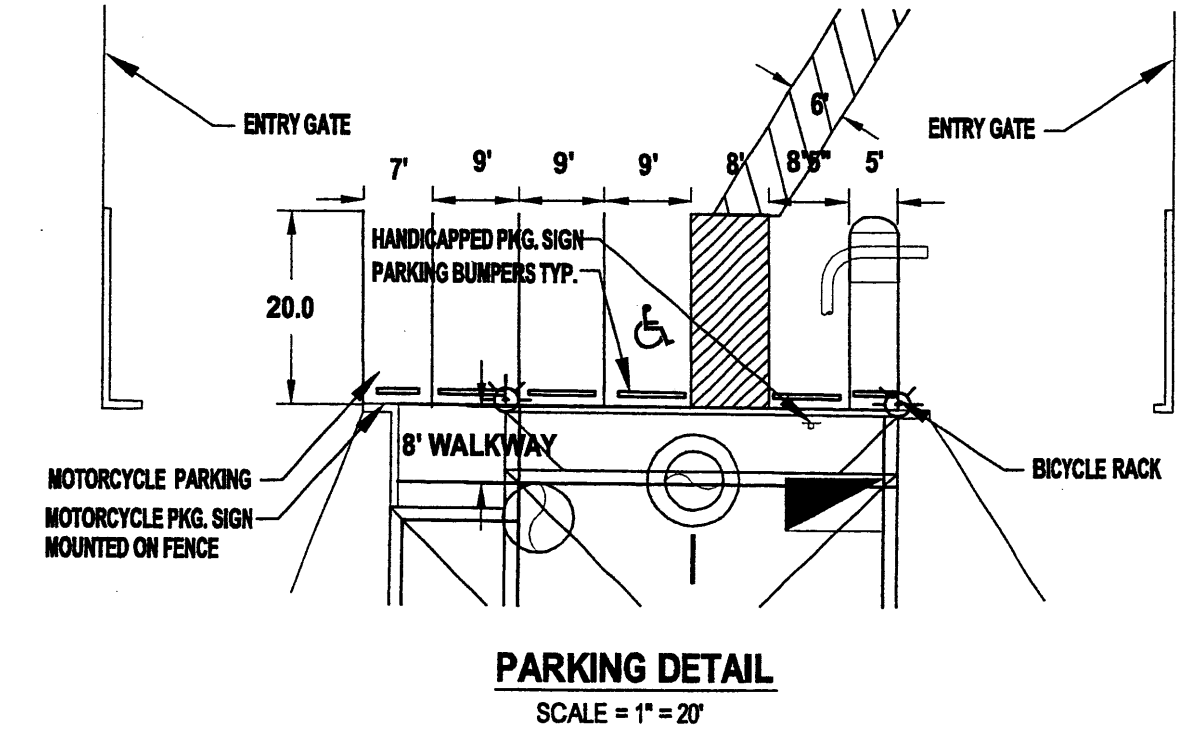 ENTRY GATE
ENTRY GATE
6'
7'
9'
9'
9'
8'
5'
HANDICAPPED PKG. SIGN
PARKING BUMPERS TYP.
20.0
8' WALKWAY
MOTORCYCLE PARKING
MOTORCYCLE PKG. SIGN
MOUNTED ON FENCE
BICYCLE RACK
PARKING DETAIL
SCALE = 1" = 20'